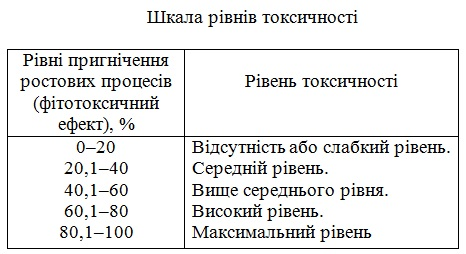 Шкала рівнів токсичності
Рівні пригнічення
ростових процесів
(фітотоксичний
ефект), %
Рівень токсичності
0–20 Відсутність або слабкий рівень.
20,1–40 Середній рівень.
40,1–60 Вище середнього рівня.
60,1–80 Високий рівень.
80,1–100 Максимальний рівень